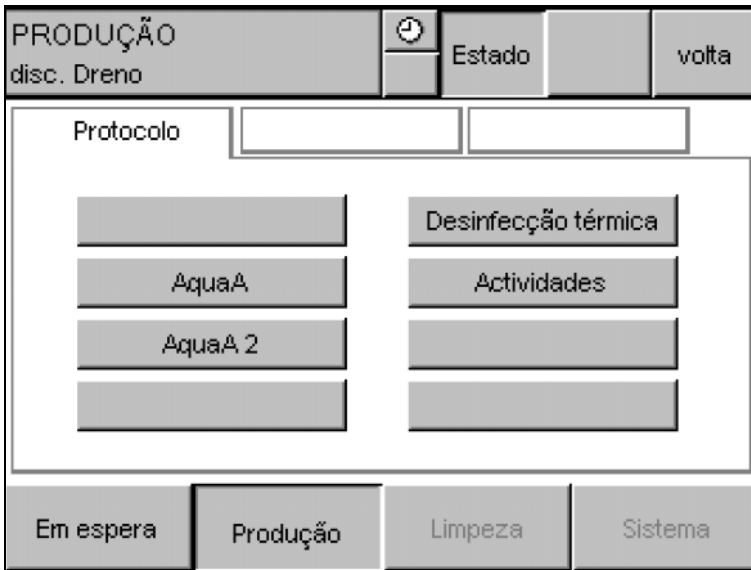 PRODUÇÃO
disc. Dreno
Estado
volta
Protocolo
Desinfecção térmica
AquaA
Actividades
AquaA 2
Em espera
Produção
Limpeza
Sistema